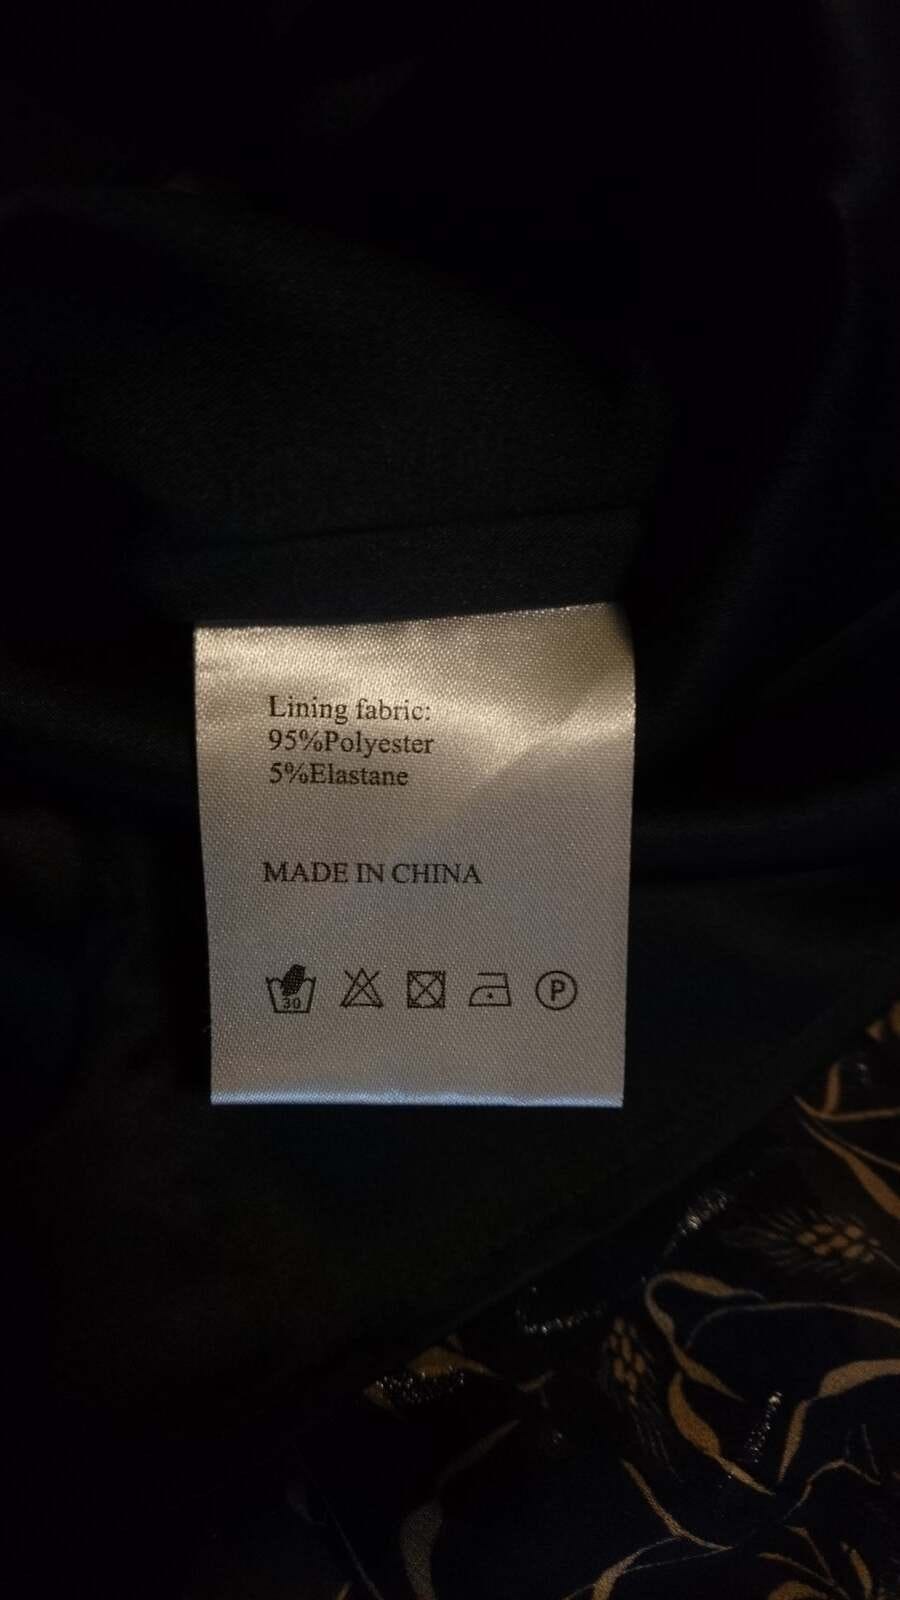 Lining fabric:
95%Polyester
5%Elastane
MADE IN CHINA
30
P